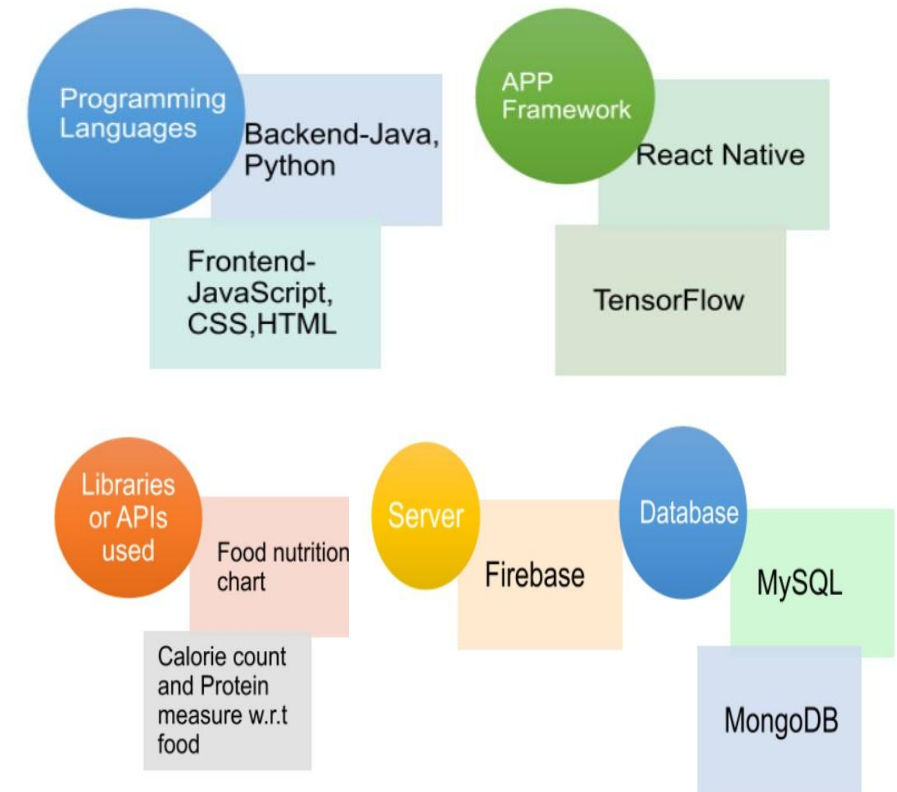 Programming
Languages
Backend-Java,
Python
Frontend-
JavaScript,
CSS,HTML
APP
Framework
React Native
TensorFlow
Libraries
or APIs
used
Food nutrition
chart
Calorie count
and Protein
measure w.r.t
food
Server
Firebase
Database
MySQL
MongoDB